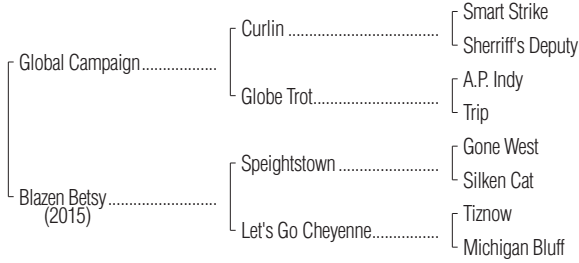 Smart Strike
Curlin
Sherriff's Deputy
Global Campaign
A.P. Indy
Globe Trot
Trip
Gone West
Speightstown
Silken Cat
Blazen Betsy
(2015)
Tiznow
Let's Go Cheyenne
Michigan Bluff